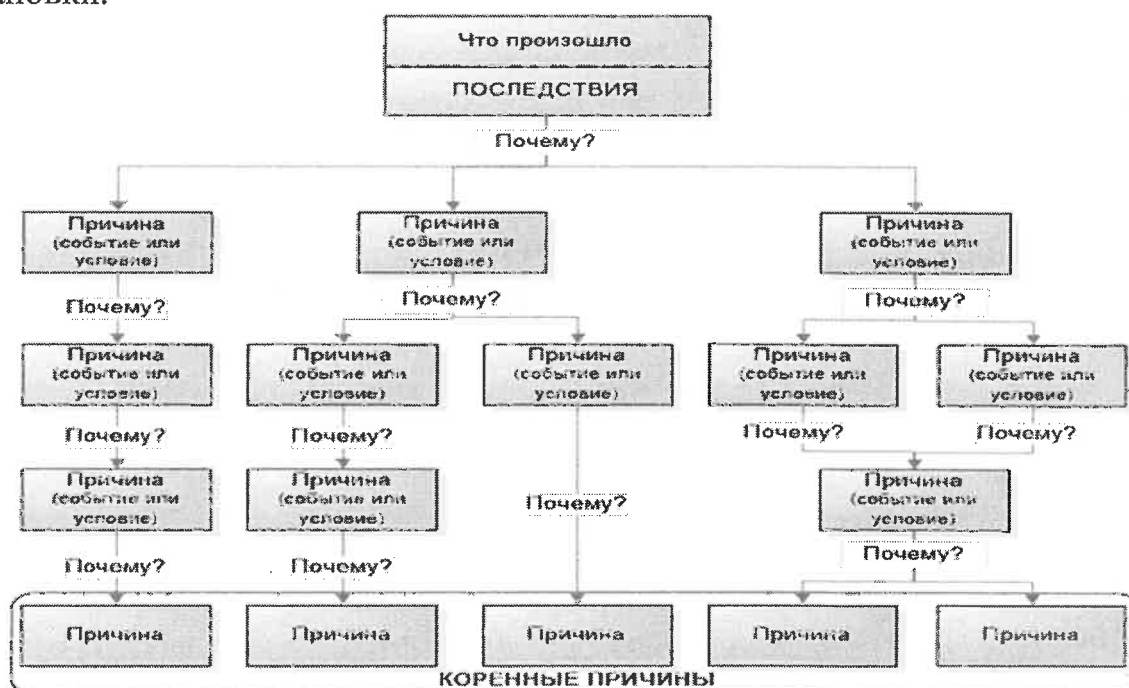 Что произошло
ПОСЛЕДСТВИЯ
Почему?
Причина
(событие или
условие)
Причина
(событие или
условие)
Причина
(событие или
условие)
Почему?
Почему?
Почему?
Причина
(событие или
условие)
Причина
(событие или
условие)
Причина
(событие или
условие)
Причина
(событие или
условие)
Причина
(событие или
условие)
Почему?
Почему?
Почему?
Почему?
Причина
(событие или
условие)
Причина
(событие или
условие)
Почему?
Причина
(событие или
условие)
Почему?
Почему?
Почему?
Причина
Причина
Причина
Причина
Причина
КОРЕННЫЕ ПРИЧИНЫ